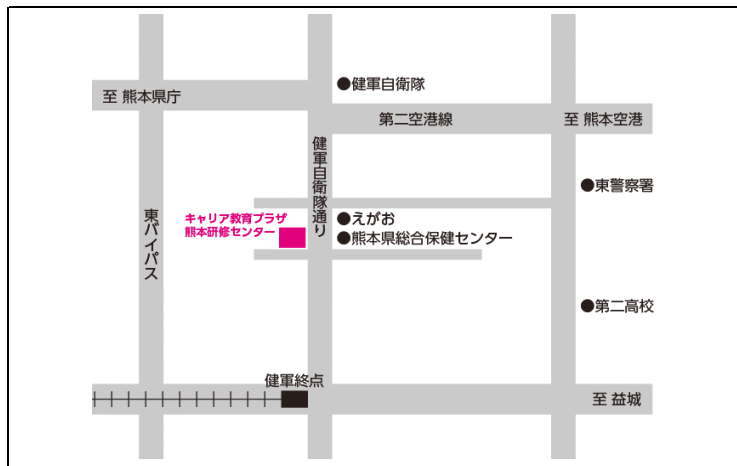 ●健軍自衛隊
至 熊本県庁
第二空港線
至 熊本空港
健軍自衛隊通り
●東警察署
東バイパス
キャリア教育プラザ
熊本研修センター
●えがお
●熊本県総合保健センター
●第二高校
健軍終点
至 益城